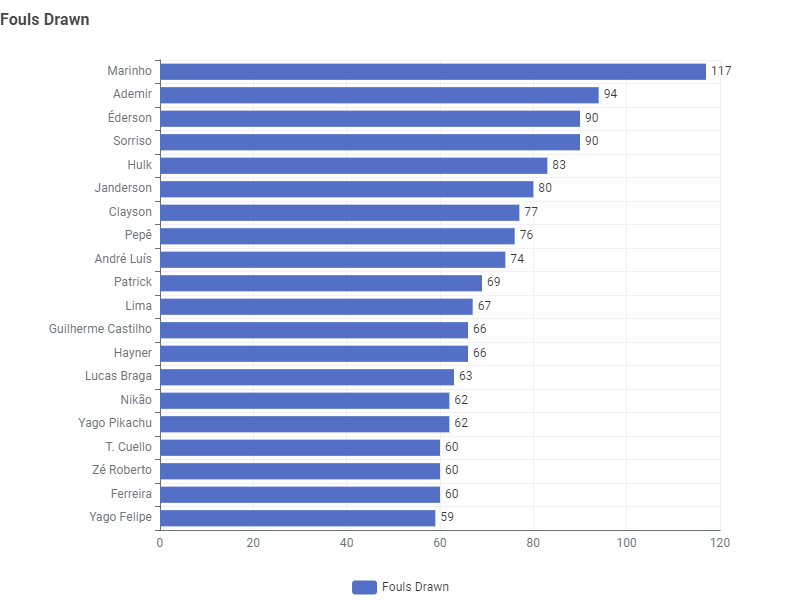 Fouls Drawn
Marinho 117
Ademir 94
Éderson 90
Sorriso 90
Hulk 83
Janderson 80
Clayson 77
Pepê 76
André Luís 74
Patrick 69
Lima 67
Guilherme Castilho 66
Hayner 66
Lucas Braga 63
Nikão 62
Yago Pikachu 62
T. Cuello 60
Zé Roberto 60
Ferreira 60
Yago Felipe 59
0 20 40 60 80 100 120
Fouls Drawn